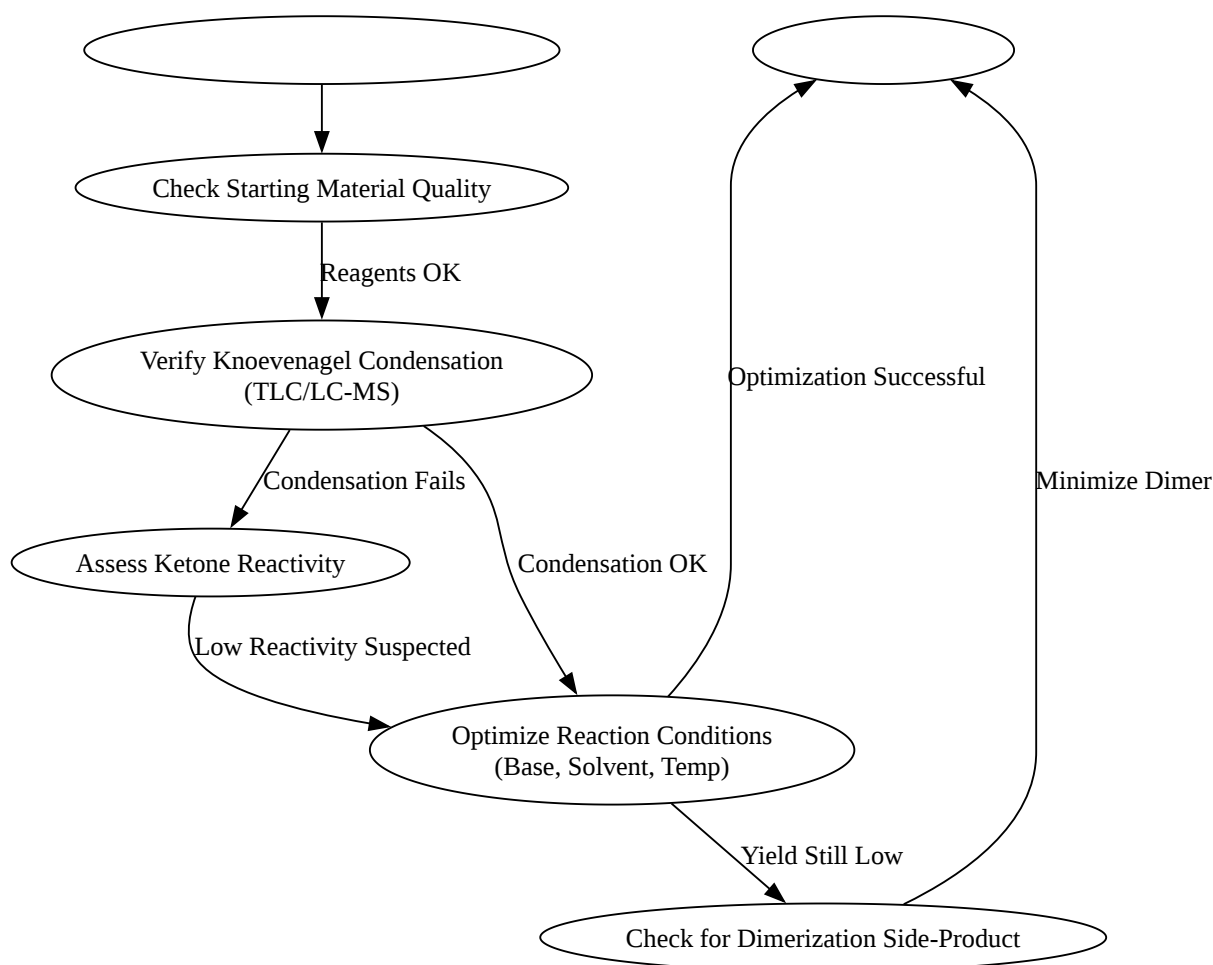 Check Starting Material Quality
Reagents OK
Verify Knoevenagel Condensation
(TLC/LC-MS)
Optimization Successful
Condensation Fails
Minimize Dimer
Assess Ketone Reactivity
Condensation OK
Low Reactivity Suspected
Optimize Reaction Conditions
(Base, Solvent, Temp)
Yield Still Low
Check for Dimerization Side-Product